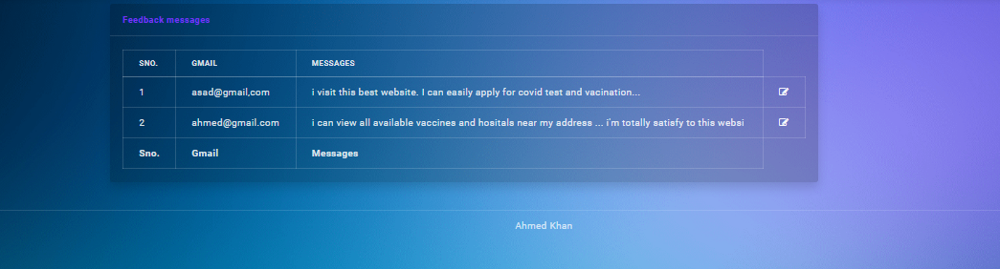 Feedback messages
SNO. GMAIL MESSAGES
1 asad@gmail,com i visit this best website. I can easily apply for covid test and vacination...
2 ahmed@gmail.com i can view all available vaccines and hositals near my address ... i'm totally satisfy to this websi
Sno. Gmail Messages
Ahmed Khan